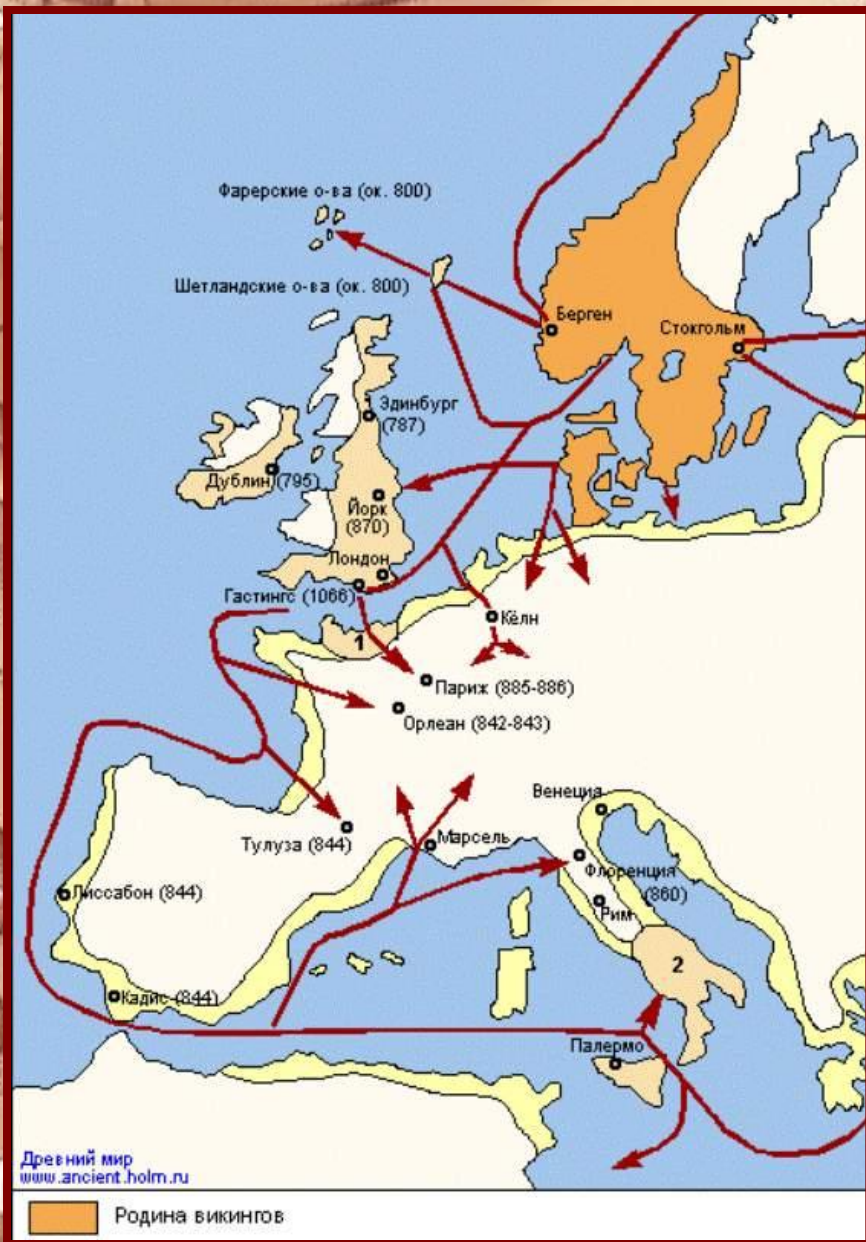 Фарерские о-ва (ок. 800)
Шетландские о-ва (ок. 800)
Берген
Стокгольм
Эдинбург
(787)
Дублин (795)
Йорк
(870)
Лондон
Гастингс (1066)
Кёлн
1
Париж (885-886)
Орлеан (842-843)
Венеция
Тулуза (844)
Марсель
Флоренция
(860)
Лиссабон (844)
Рим
2
Кадис (844)
Палермо
Древний мир
www.ancient.holm.ru
Родина викингов